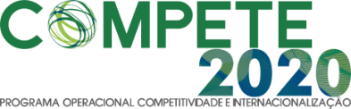 COMPETE
2020
PROGRAMA OPERACIONAL COMPETITIVIDADE E INTERNACIONALIZAÇÃO